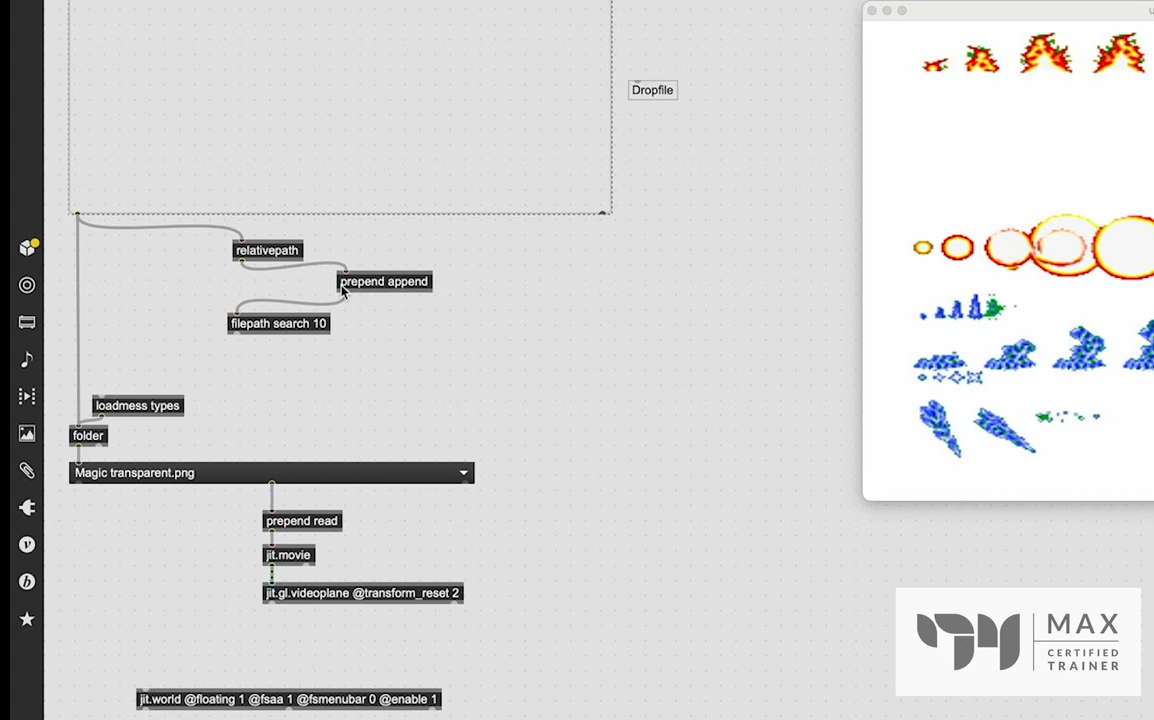 Dropfile
relativepath
prepend append
filepath search 10
loadmess types
folder
Magic transparent.png
prepend read
jit.movie
jit.gl.videoplane @transform_reset 2
jit.world @floating 1 @fsaa 1 @fsmenubar 0 @enable 1
MAX
CERTIFIED
TRAINER